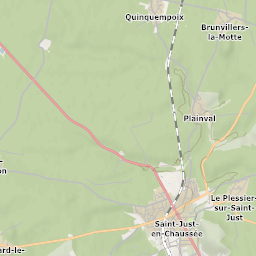 Quinquempoix
Brunvillers-
la-Motte
Plainval
Le Plessier-
sur-Saint-
Just
Saint-Just-
en-Chaussée